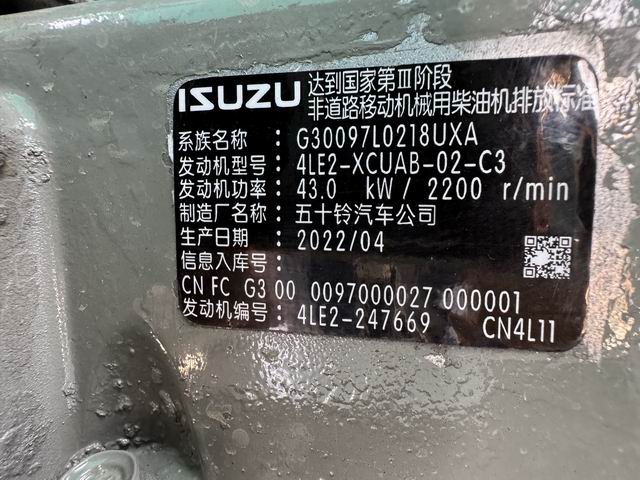 ISUZU
达到国家第Ⅲ阶段
非道路移动机械用柴油机排放标准
系族名称： G30097L0218UXA
发动机型号： 4LE2-XCUAB-02-C3
发动机功率： 43.0 kW / 2200 r/min
制造厂名称： 五十铃汽车公司
生产日期： 2022/04
信息入库号：
CN FC G3 00 0097000027 000001
发动机编号： 4LE2-247669 CN4L11